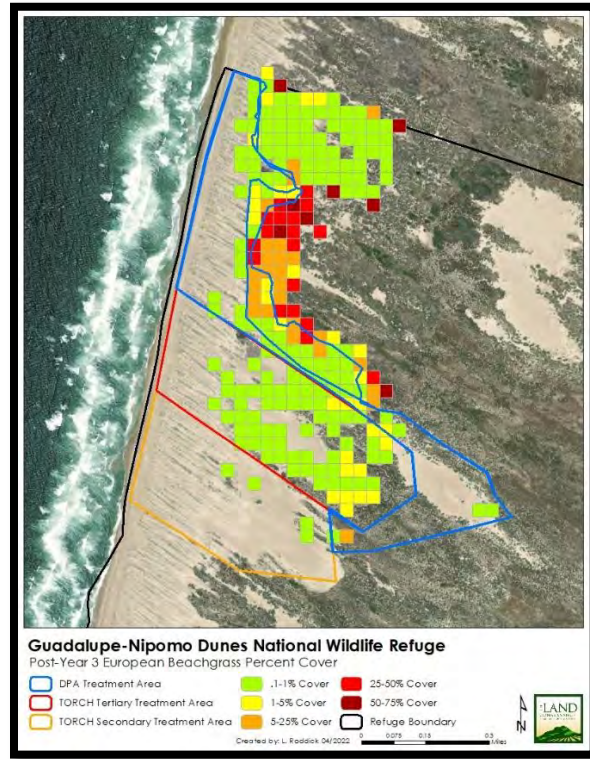 Guadalupe-Nipomo Dunes National Wildlife Refuge
Post-Year 3 European Beachgrass Percent Cover
DPA Treatment Area
TORCH Tertiary Treatment Area
TORCH Secondary Treatment Area
.1-1% Cover
1-5% Cover
5-25% Cover
25-50% Cover
50-75% Cover
Refuge Boundary
Created by: L. Roddick 04/2022
0 0.075 0.15 0.3
Miles
N
LAND